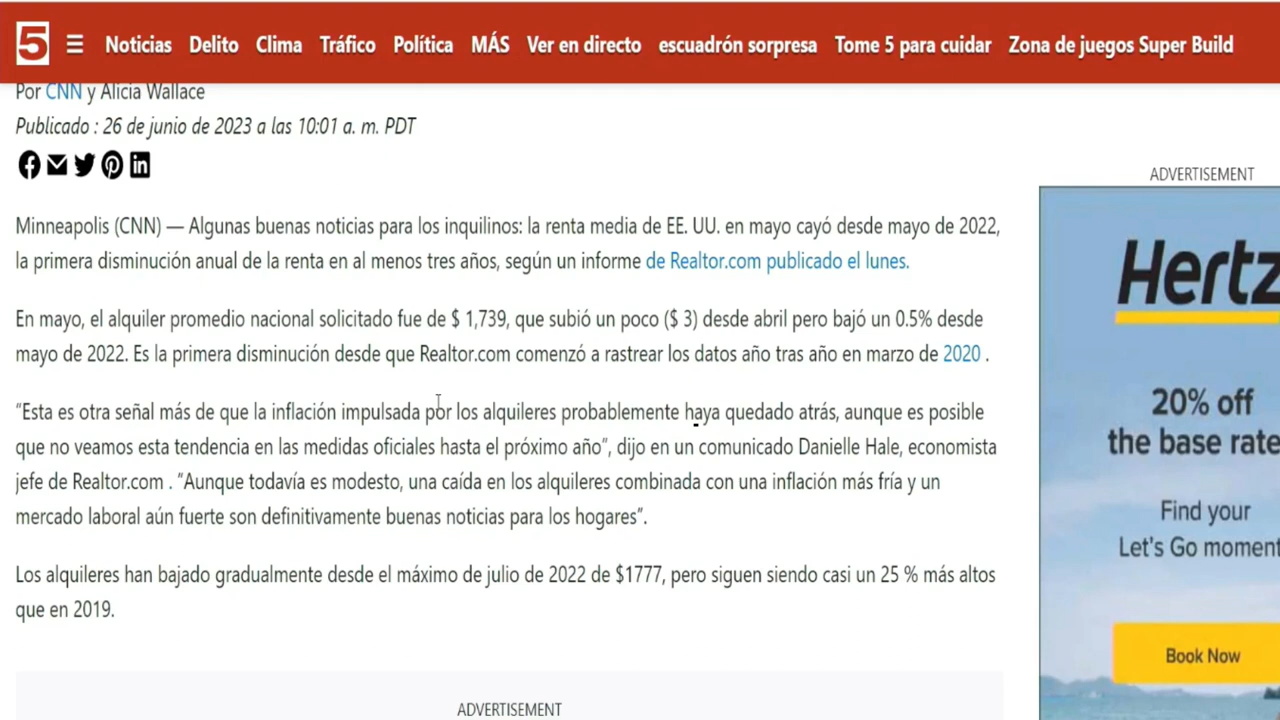 5 ☰ Noticias Delito Clima Tráfico Política MÁS Ver en directo escuadrón sorpresa Tome 5 para cuidar Zona de juegos Super Build
Por CNN y Alicia Wallace
Publicado : 26 de junio de 2023 a las 10:01 a. m. PDT
Minneapolis (CNN) — Algunas buenas noticias para los inquilinos: la renta media de EE. UU. en mayo cayó desde mayo de 2022,
la primera disminución anual de la renta en al menos tres años, según un informe de Realtor.com publicado el lunes.
En mayo, el alquiler promedio nacional solicitado fue de $ 1,739, que subió un poco ($ 3) desde abril pero bajó un 0.5% desde
mayo de 2022. Es la primera disminución desde que Realtor.com comenzó a rastrear los datos año tras año en marzo de 2020 .
“Esta es otra señal más de que la inflación impulsada por los alquileres probablemente haya quedado atrás, aunque es posible
que no veamos esta tendencia en las medidas oficiales hasta el próximo año”, dijo en un comunicado Danielle Hale, economista
jefe de Realtor.com . “Aunque todavía es modesto, una caída en los alquileres combinada con una inflación más fría y un
mercado laboral aún fuerte son definitivamente buenas noticias para los hogares”.
Los alquileres han bajado gradualmente desde el máximo de julio de 2022 de $1777, pero siguen siendo casi un 25 % más altos
que en 2019.
ADVERTISEMENT
ADVERTISEMENT
Hertz
20% off
the base rate
Find your
Let's Go moment
Book Now